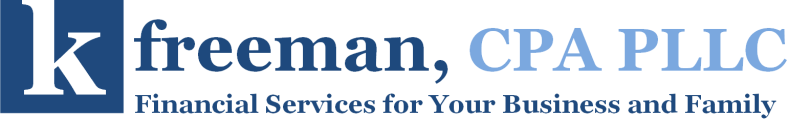 k freeman, CPA PLLC
Financial Services for Your Business and Family